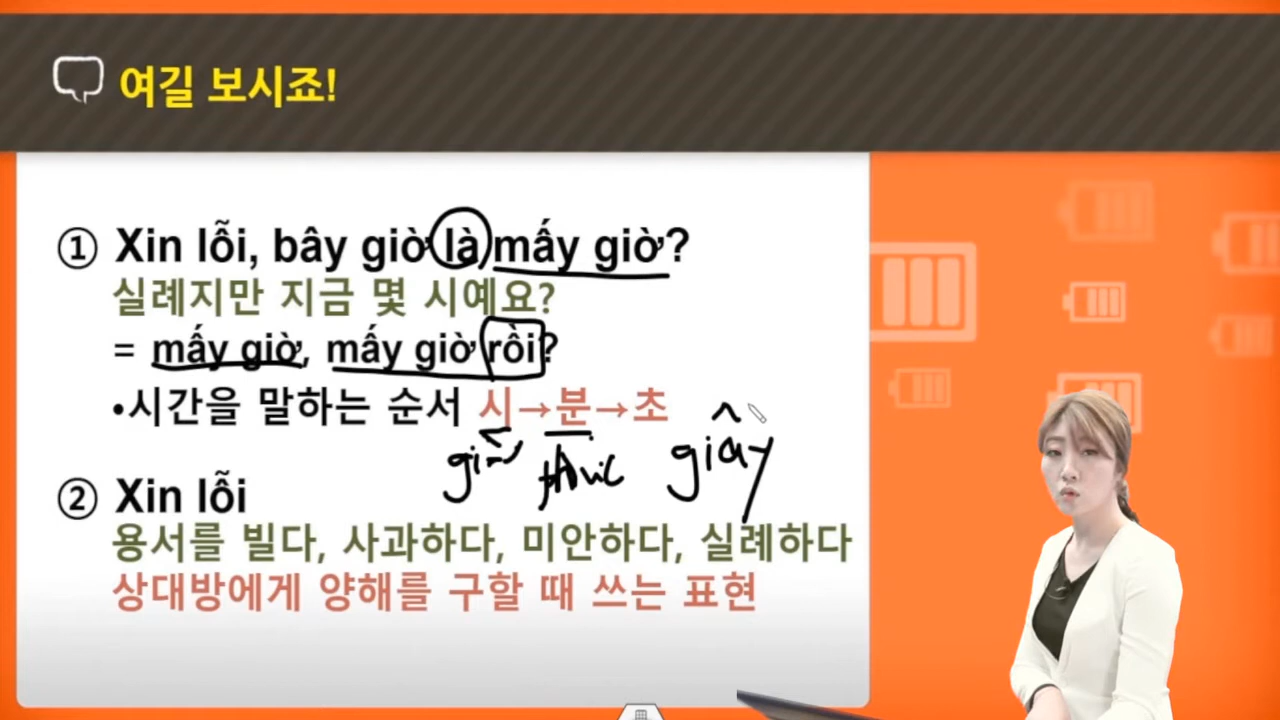 여길 보시죠!
① Xin lỗi, bây giờ là mấy giờ?
실례지만 지금 몇 시예요?
= mấy giờ, mấy giờ rồi?
•시간을 말하는 순서 시→분→초
giây
② Xin lỗi
용서를 빌다, 사과하다, 미안하다, 실례하다
상대방에게 양해를 구할 때 쓰는 표현